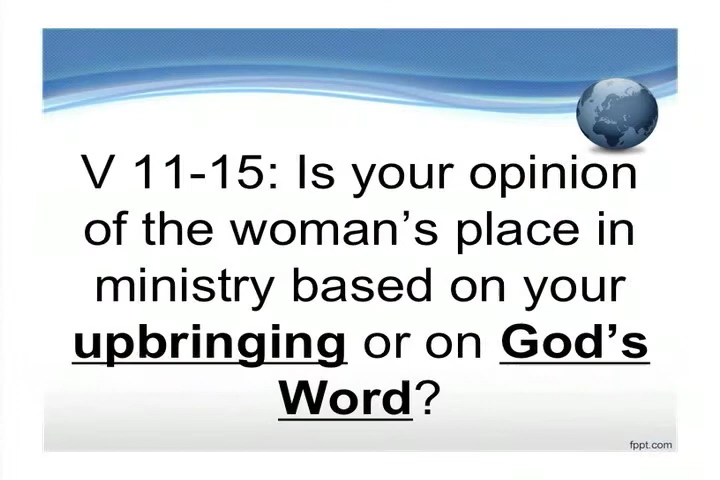 V 11-15: Is your opinion
of the woman’s place in
ministry based on your
upbringing or on God’s
Word?
fppt.com